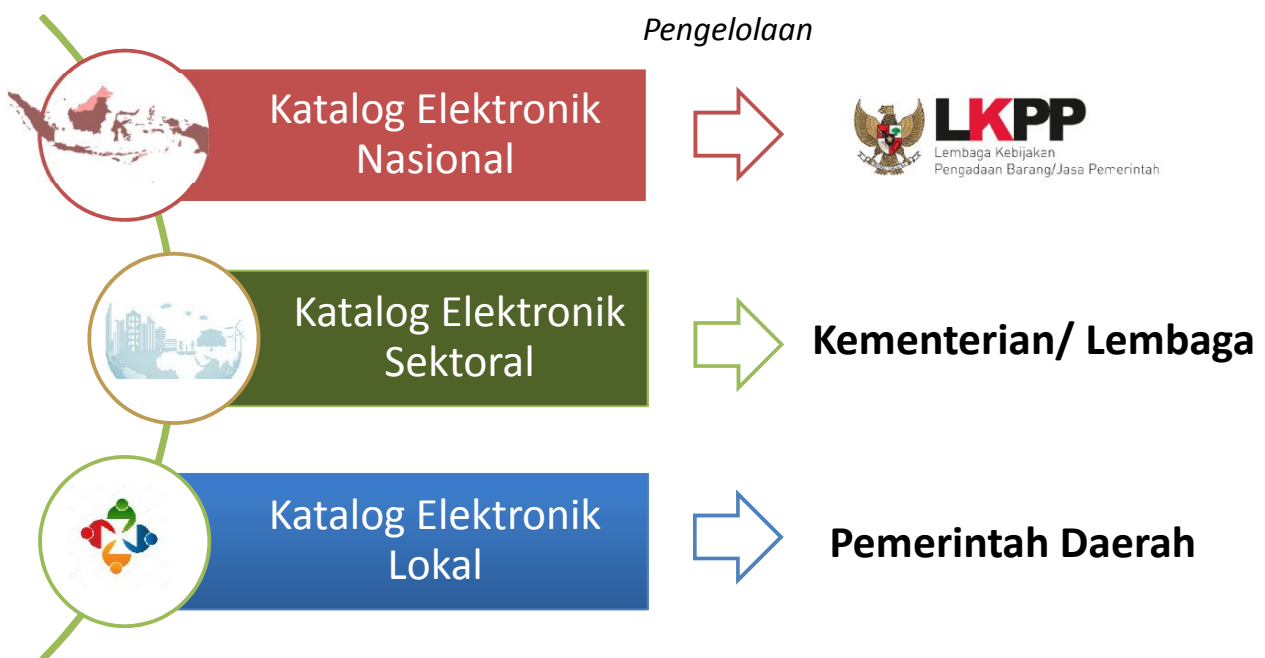 Pengelolaan
Katalog Elektronik
Nasional
LKPP
Lembaga Kebijakan
Pengadaan Barang/Jasa Pemerintah
Katalog Elektronik
Sektoral
Kementerian/ Lembaga
Katalog Elektronik
Lokal
Pemerintah Daerah